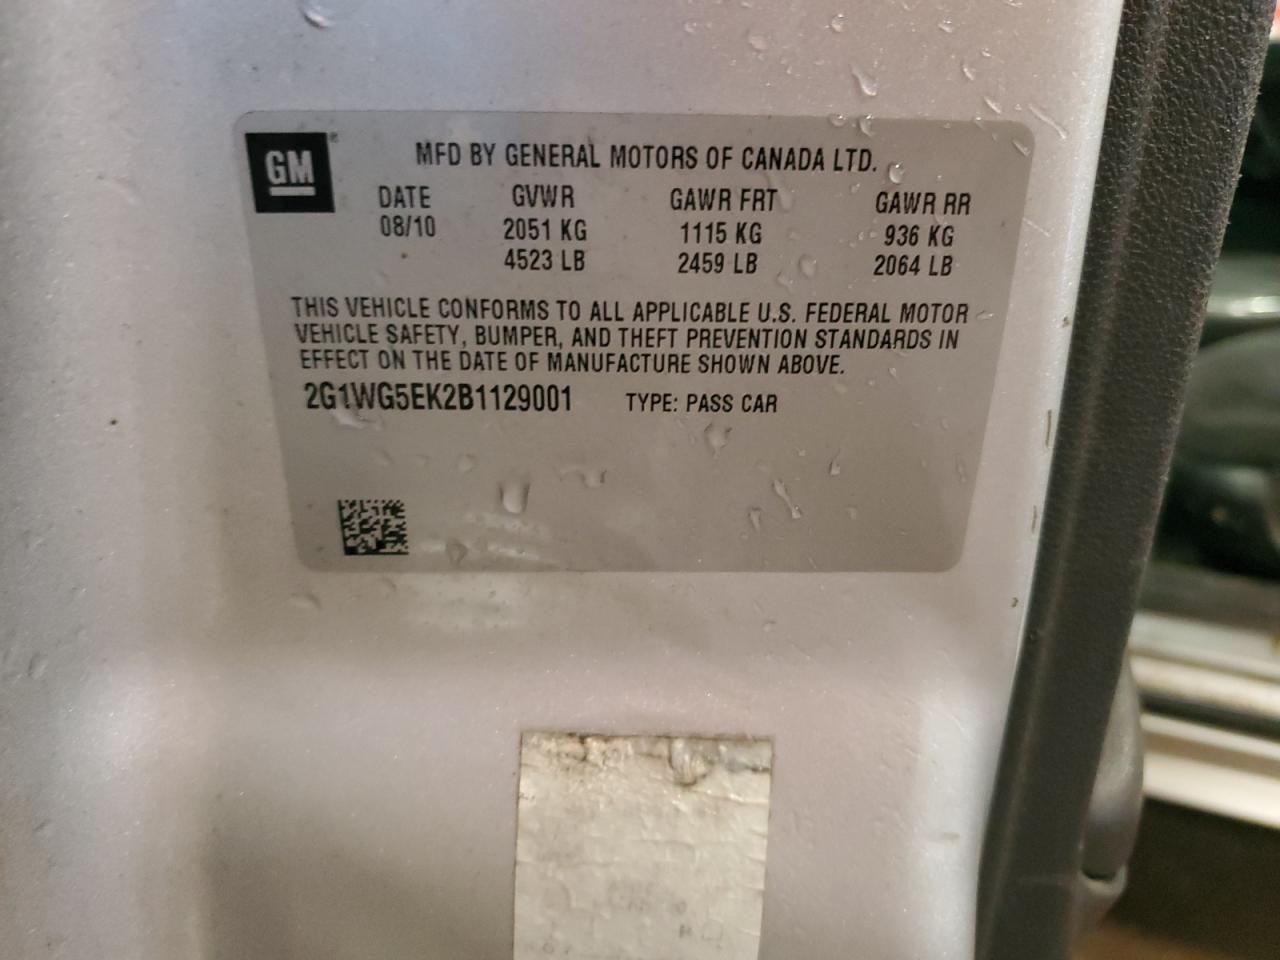 GM
MFD BY GENERAL MOTORS OF CANADA LTD.
DATE GVWR GAWR FRT GAWR RR
08/10 2051 KG 1115 KG 936 KG
4523 LB 2459 LB 2064 LB
THIS VEHICLE CONFORMS TO ALL APPLICABLE U.S. FEDERAL MOTOR
VEHICLE SAFETY, BUMPER, AND THEFT PREVENTION STANDARDS IN
EFFECT ON THE DATE OF MANUFACTURE SHOWN ABOVE.
2G1WG5EK2B1129001 TYPE: PASS CAR